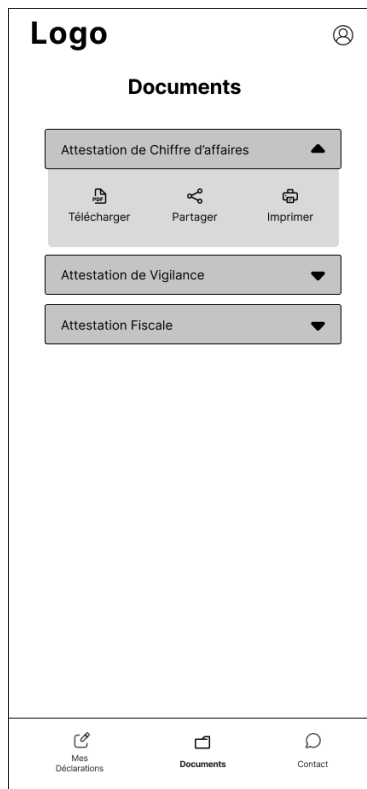 Logo
Documents
Attestation de Chiffre d'affaires
PDF
Télécharger
Partager
Imprimer
Attestation de Vigilance
Attestation Fiscale
Mes
Déclarations
Documents
Contact